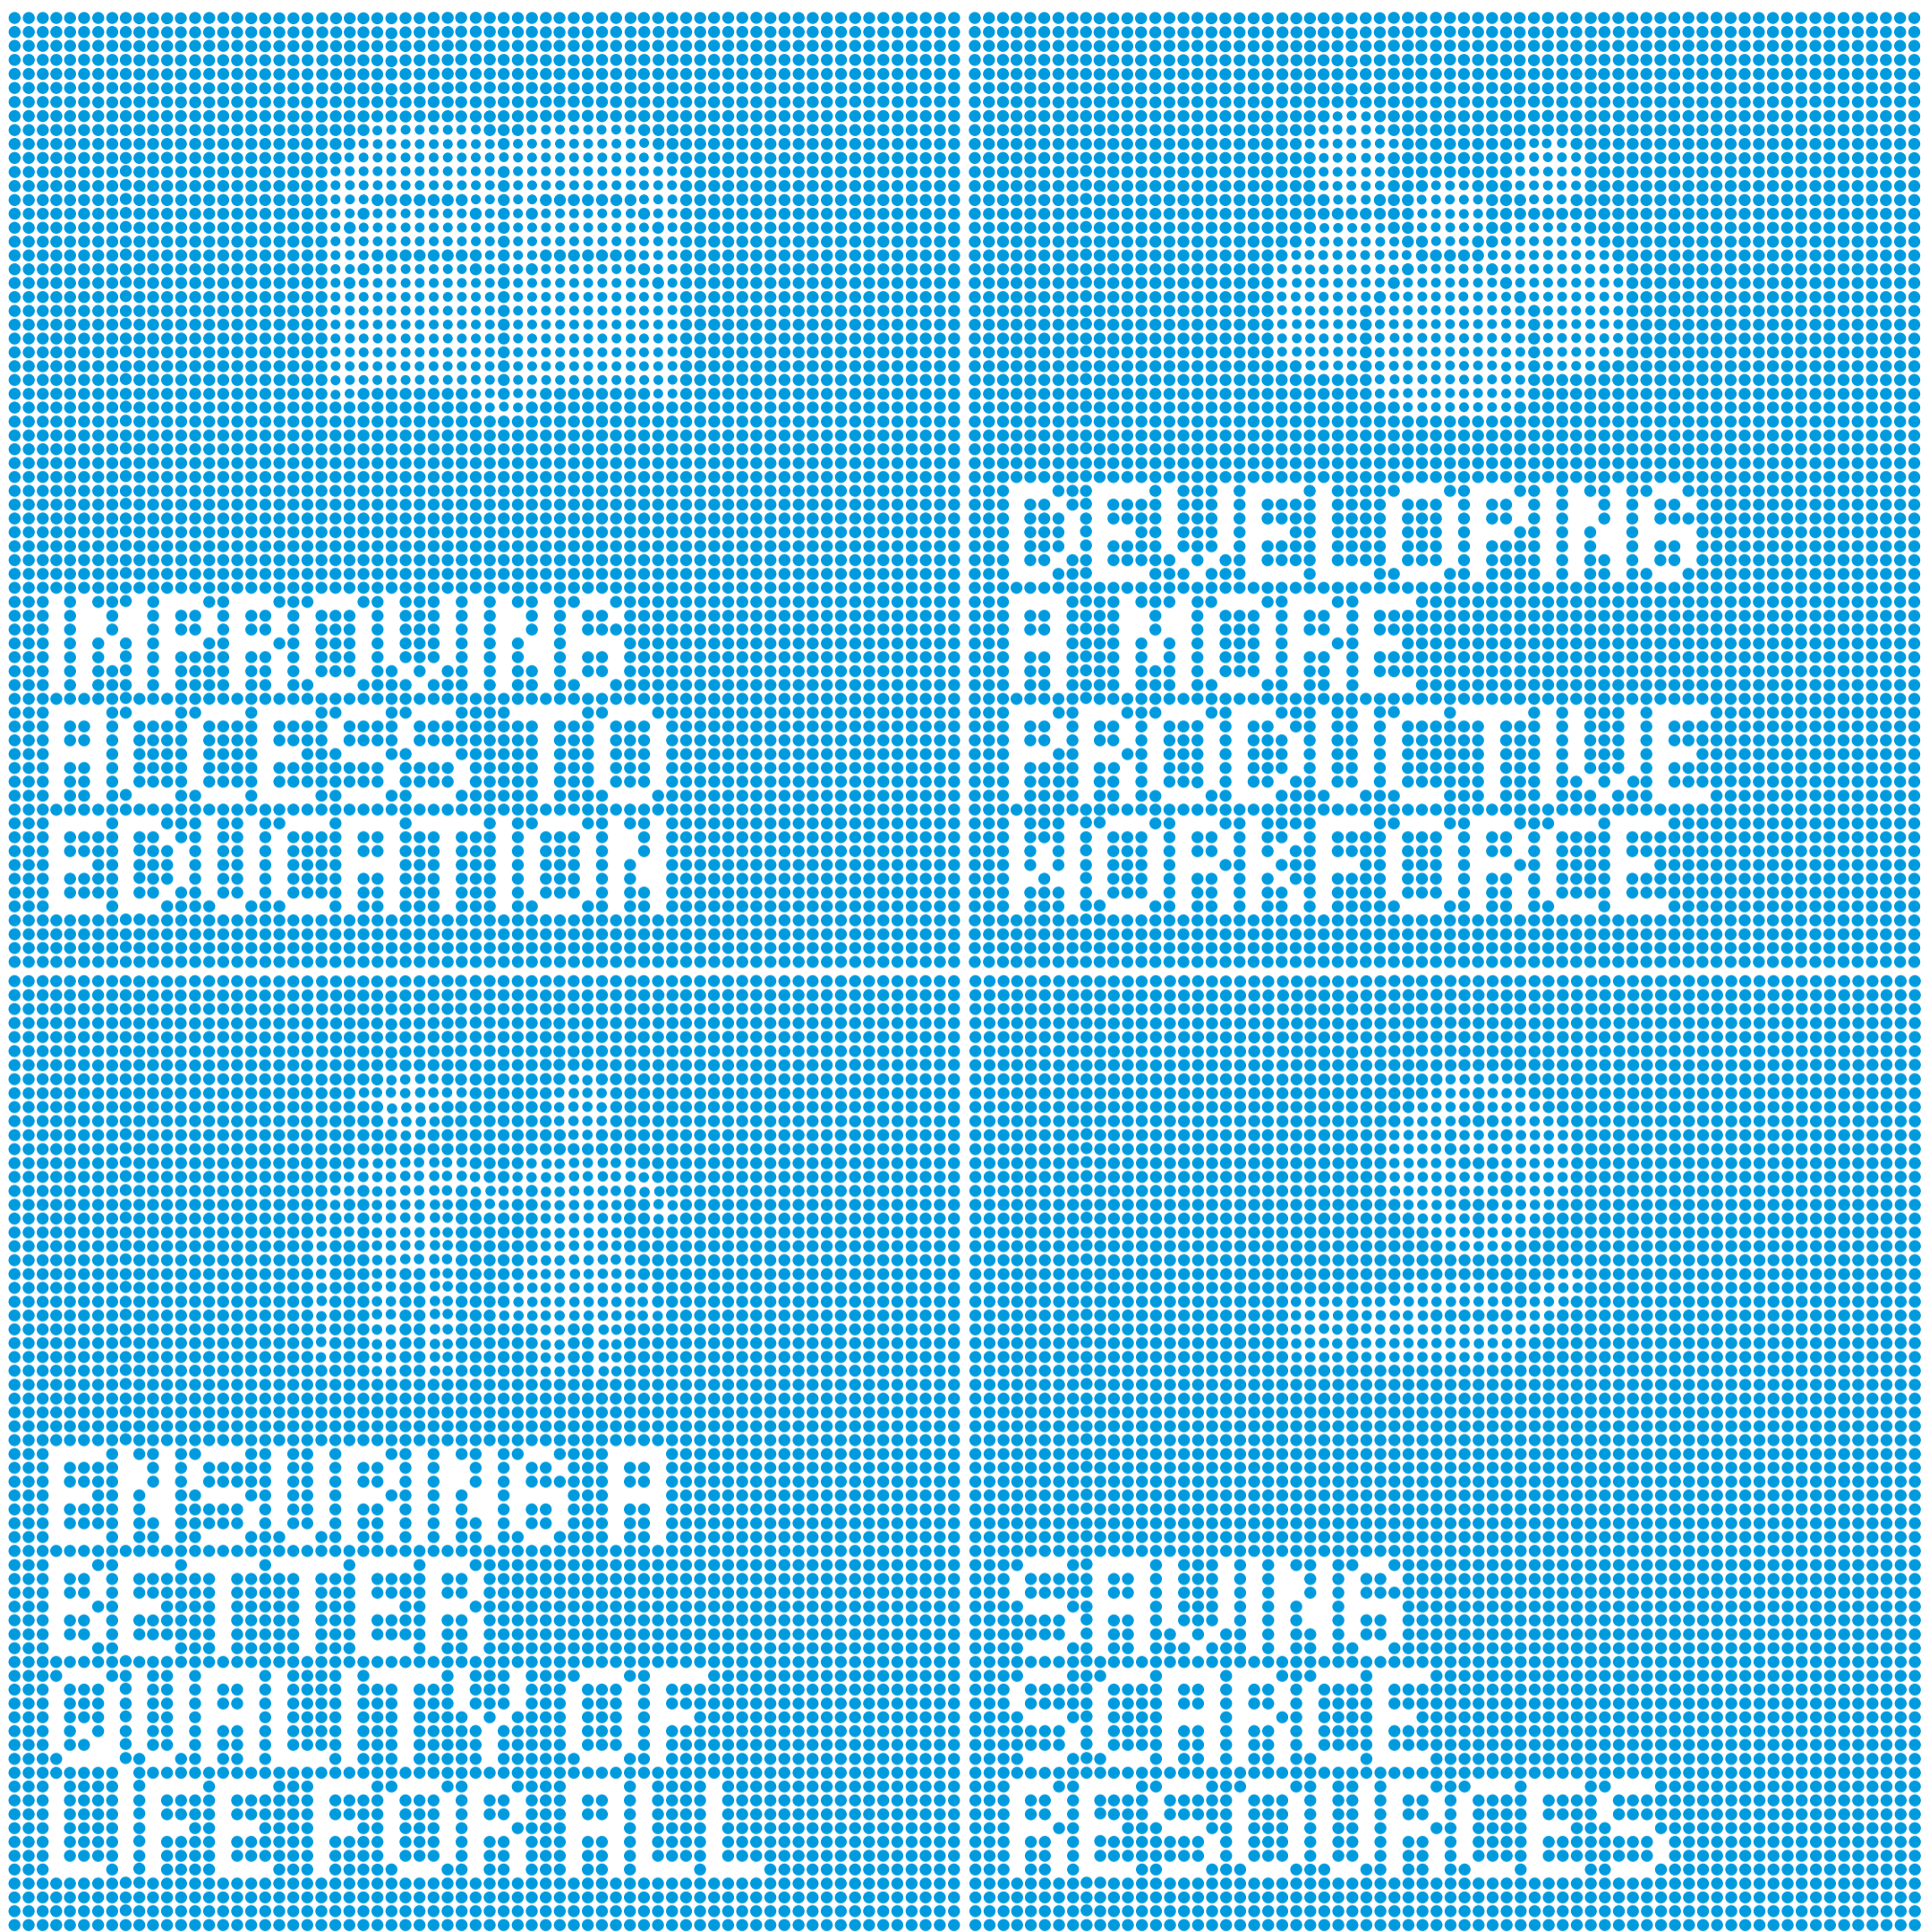 IMPROVING
ACCESS TO
EDUCATION
DEVELOPING
A MORE
PRODUCTIVE
WORKFORCE
ENSURING A
BETTER
QUALITY OF
LIFE FOR ALL
SAVING
SCARCE
RESOURCES